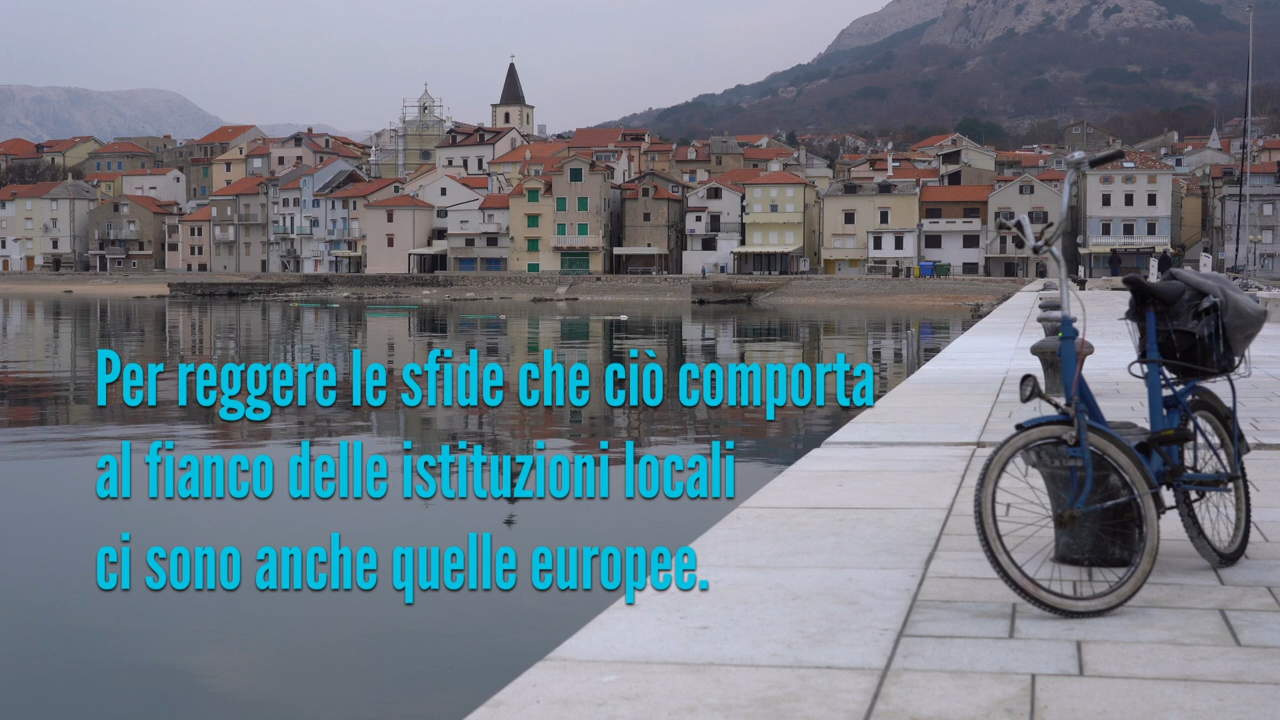 Per reggere le sfide che ciò comporta
al fianco delle istituzioni locali
ci sono anche quelle europee.